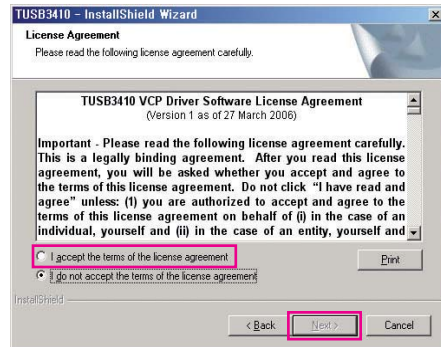 TUSB3410 - InstallShield Wizard
License Agreement
Please read the following license agreement carefully.
TUSB3410 VCP Driver Software License Agreement
(Version 1 as of 27 March 2006)
Important - Please read the following license agreement carefully.
This is a legally binding agreement. After you read this license
agreement, you will be asked whether you accept and agree to
the terms of this license agreement. Do not click "I have read and
agree" unless: (1) you are authorized to accept and agree to the
terms of this license agreement on behalf of (i) in the case of an
individual, yourself and (ii) in the case of an entity, yourself and
I accept the terms of the license agreement
Print
I do not accept the terms of the license agreement
InstallShield
< Back
Next >
Cancel